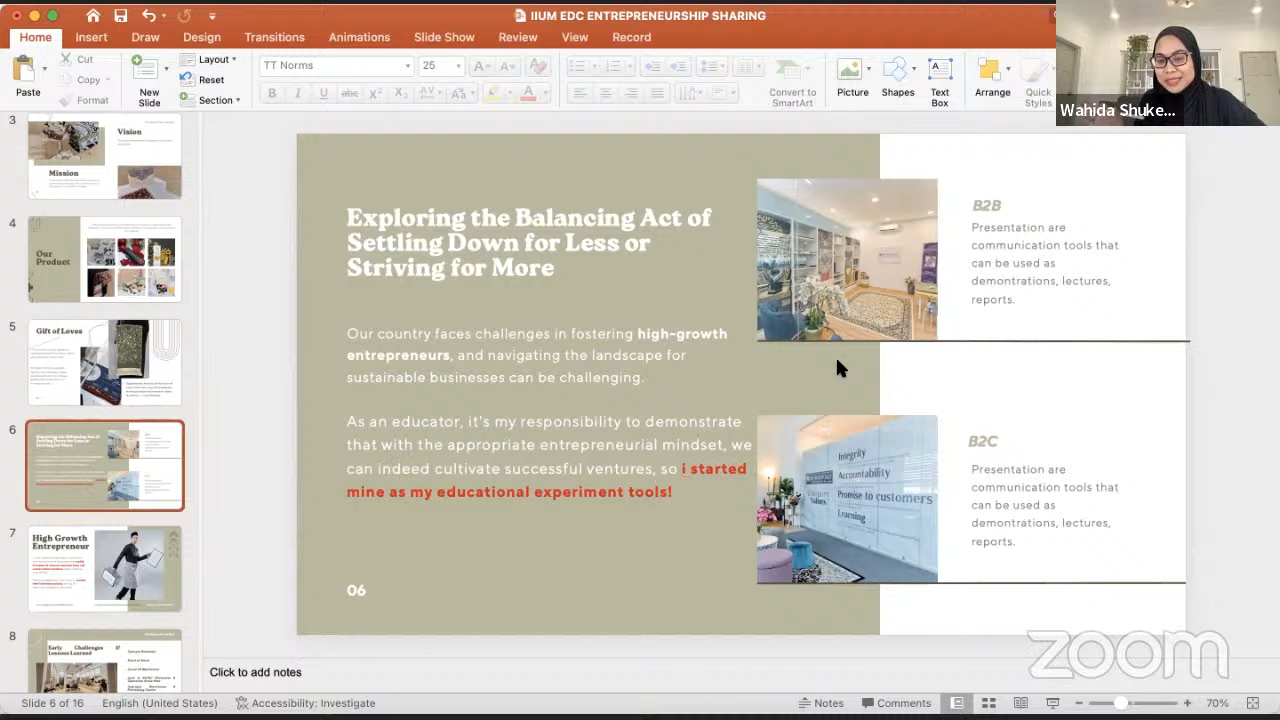 IIUM EDC ENTREPRENEURSHIP SHARING
Home Insert Draw Design Transitions Animations Slide Show Review View Record
Paste
Cut
Copy
Format
New
Slide
Layout
Reset
Section
TT Norms
25
Convert to
SmartArt
Picture
Shapes
Text
Box
Arrange
Quick
Styles
Wahida Shuke...
3
Vision
Mission
4
Our
Product
5
Gift of Loves
6
7
High Growth
Entrepreneur
8
Early Challenges
Lessons Learned
Exploring the Balancing Act of
Settling Down for Less or
Striving for More
Our country faces challenges in fostering high-growth
entrepreneurs, and navigating the landscape for
sustainable businesses can be challenging.
As an educator, it's my responsibility to demonstrate
that with the appropriate entrepreneurial mindset, we
can indeed cultivate successful ventures, so i started
mine as my educational experiment tools!
06
B2B
Presentation are
communication tools that
can be used as
demontrations, lectures,
reports.
Integrity
Accountability
Promise to customers
Learning
B2C
Presentation are
communication tools that
can be used as
demontrations, lectures,
reports.
zoom
Click to add notes
Slide 6 of 16 English (United States) Accessibility: Investigate Notes Comments 70%